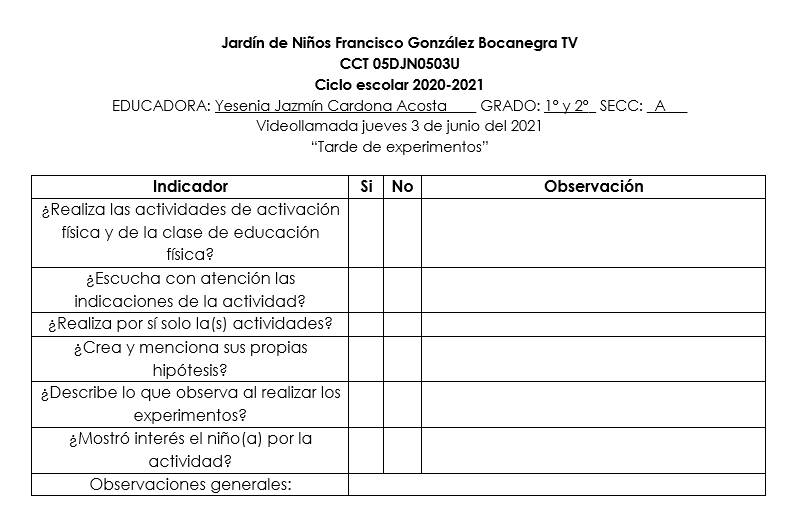 Jardín de Niños Francisco González Bocanegra TV
CCT 05DJN0503U
Ciclo escolar 2020-2021
EDUCADORA: Yesenia Jazmín Cardona Acosta____ GRADO: 1° y 2°_ SECC: _A___
Videollamada jueves 3 de junio del 2021
“Tarde de experimentos”
Indicador Si No Observación
¿Realiza las actividades de activación
física y de la clase de educación
física?
¿Escucha con atención las
indicaciones de la actividad?
¿Realiza por sí solo la(s) actividades?
¿Crea y menciona sus propias
hipótesis?
¿Describe lo que observa al realizar los
experimentos?
¿Mostró interés el niño(a) por la
actividad?
Observaciones generales: